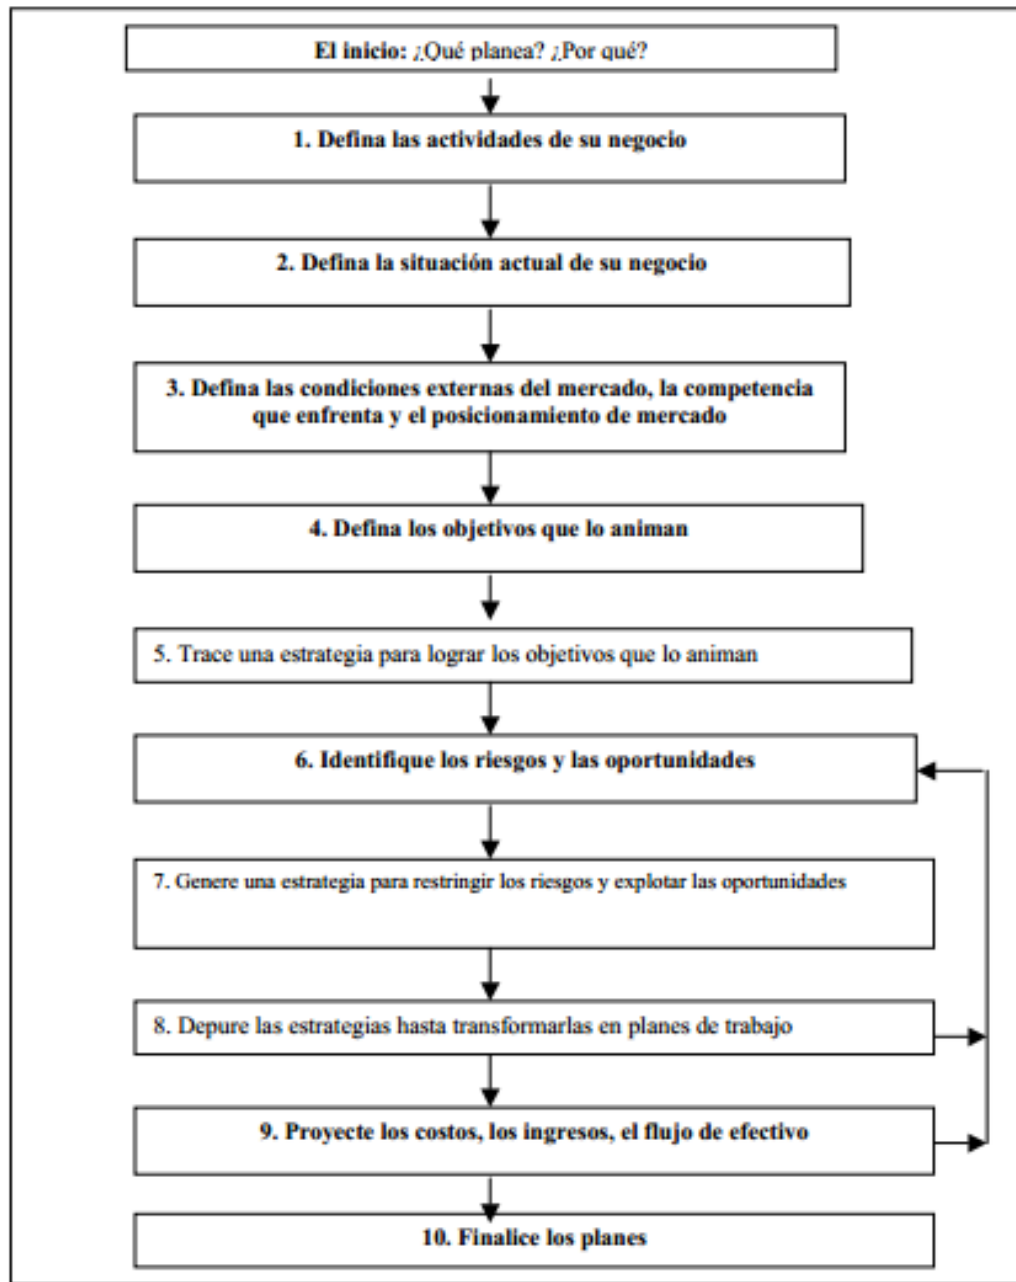 El inicio: ¿Qué planea? ¿Por qué?
1. Defina las actividades de su negocio
2. Defina la situación actual de su negocio
3. Defina las condiciones externas del mercado, la competencia
que enfrenta y el posicionamiento de mercado
4. Defina los objetivos que lo animan
5. Trace una estrategia para lograr los objetivos que lo animan
6. Identifique los riesgos y las oportunidades
7. Genere una estrategia para restringir los riesgos y explotar las oportunidades
8. Depure las estrategias hasta transformarlas en planes de trabajo
9. Proyecte los costos, los ingresos, el flujo de efectivo
10. Finalice los planes